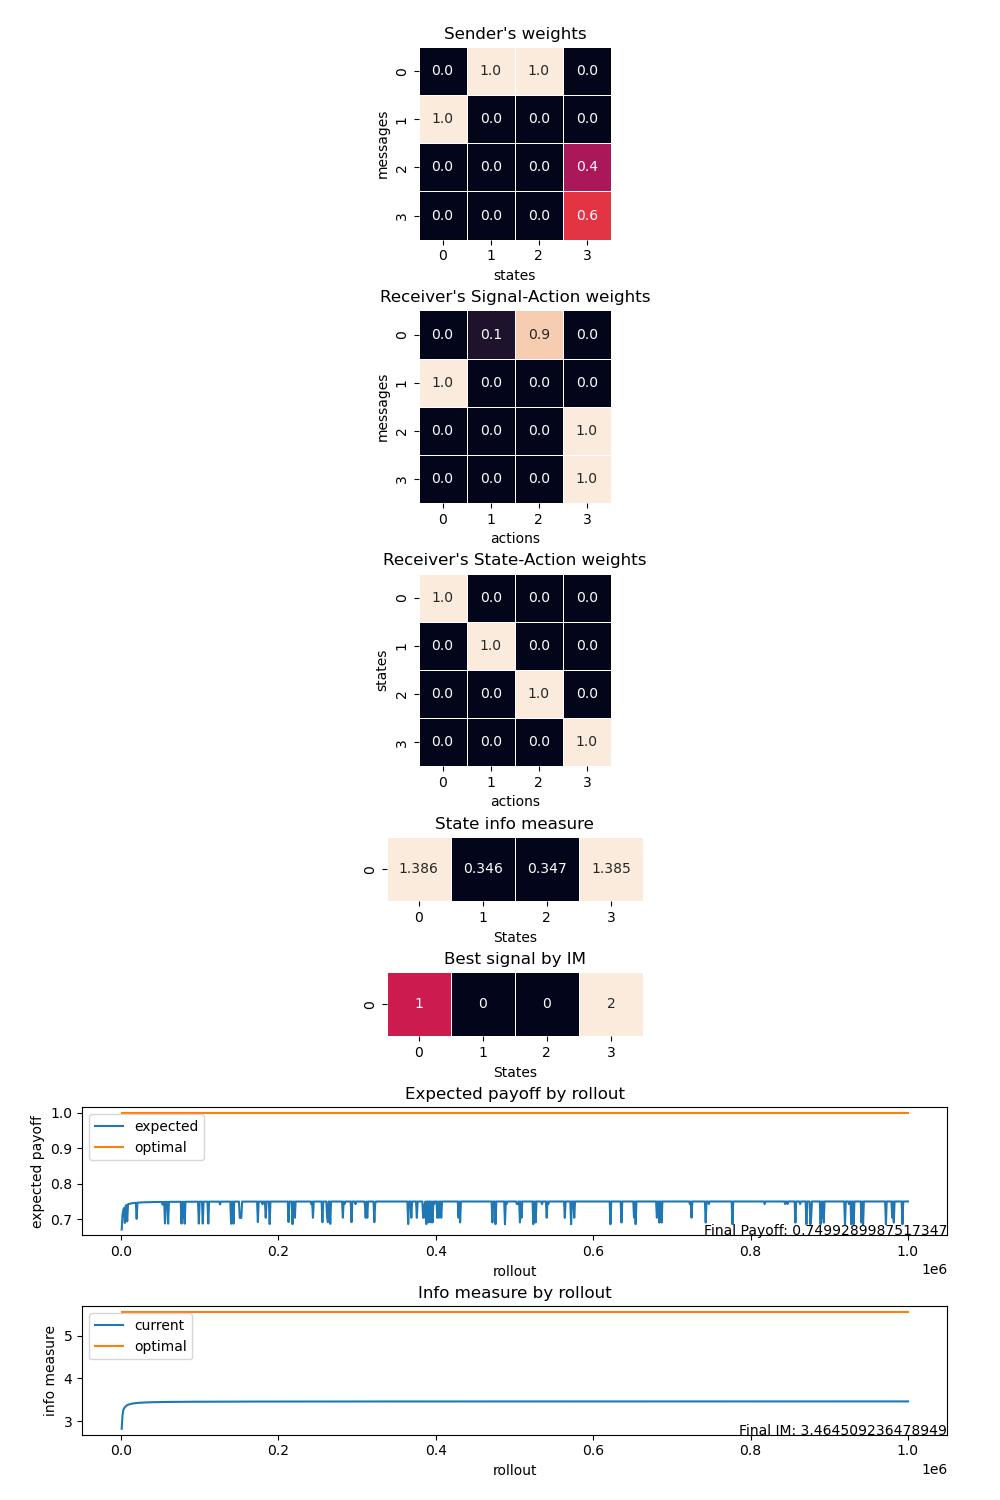 Sender's weights
0 0.0 1.0 1.0 0.0
1 1.0 0.0 0.0 0.0
2 0.0 0.0 0.0 0.4
3 0.0 0.0 0.0 0.6
messages
0 1 2 3
states
Receiver's Signal-Action weights
0 0.0 0.1 0.9 0.0
1 1.0 0.0 0.0 0.0
2 0.0 0.0 0.0 1.0
3 0.0 0.0 0.0 1.0
messages
0 1 2 3
actions
Receiver's State-Action weights
0 1.0 0.0 0.0 0.0
1 0.0 1.0 0.0 0.0
2 0.0 0.0 1.0 0.0
3 0.0 0.0 0.0 1.0
states
0 1 2 3
actions
State info measure
0 1.386 0.346 0.347 1.385
0 1 2 3
States
Best signal by IM
0 1 0 0 2
0 1 2 3
States
Expected payoff by rollout
expected payoff
1.0
0.9
0.8
0.7
expected
optimal
Final Payoff: 0.7499289987517347
0.0 0.2 0.4 0.6 0.8 1.0
1e6
rollout
Info measure by rollout
info measure
5
4
3
current
optimal
Final IM: 3.464509236478949
0.0 0.2 0.4 0.6 0.8 1.0
1e6
rollout